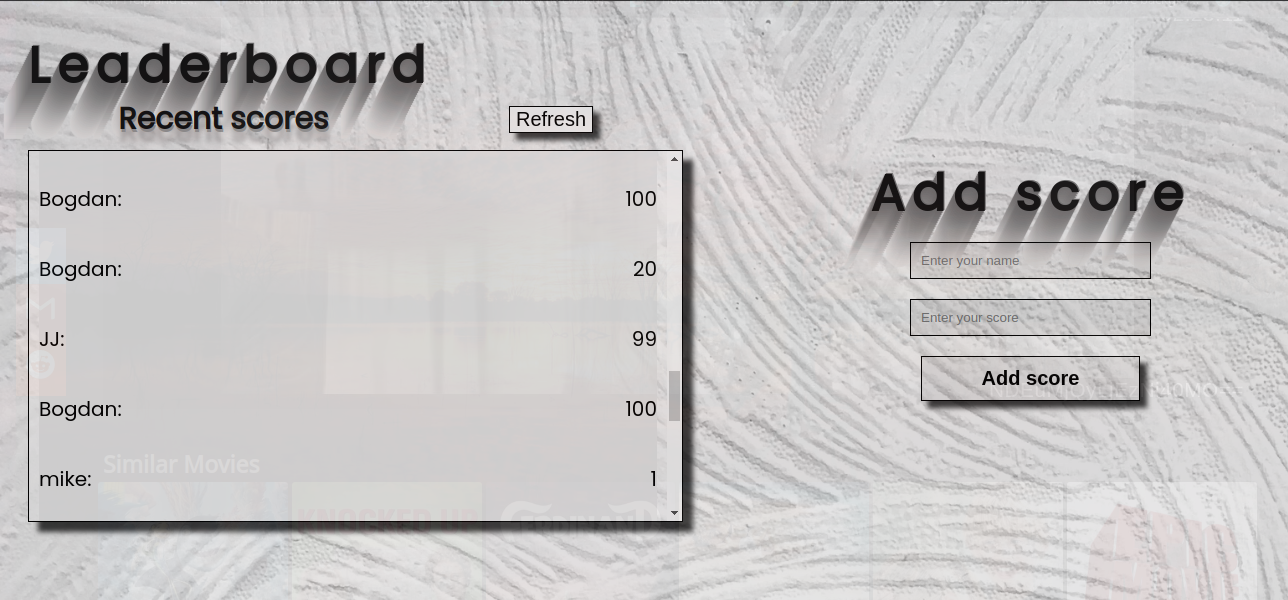 Leaderboard
Recent scores
Refresh
Bogdan: 100
Bogdan: 20
JJ: 99
Bogdan: 100
mike: 1
Similar Movies
KNOCKED UP
Add score
Enter your name
Enter your score
Add score